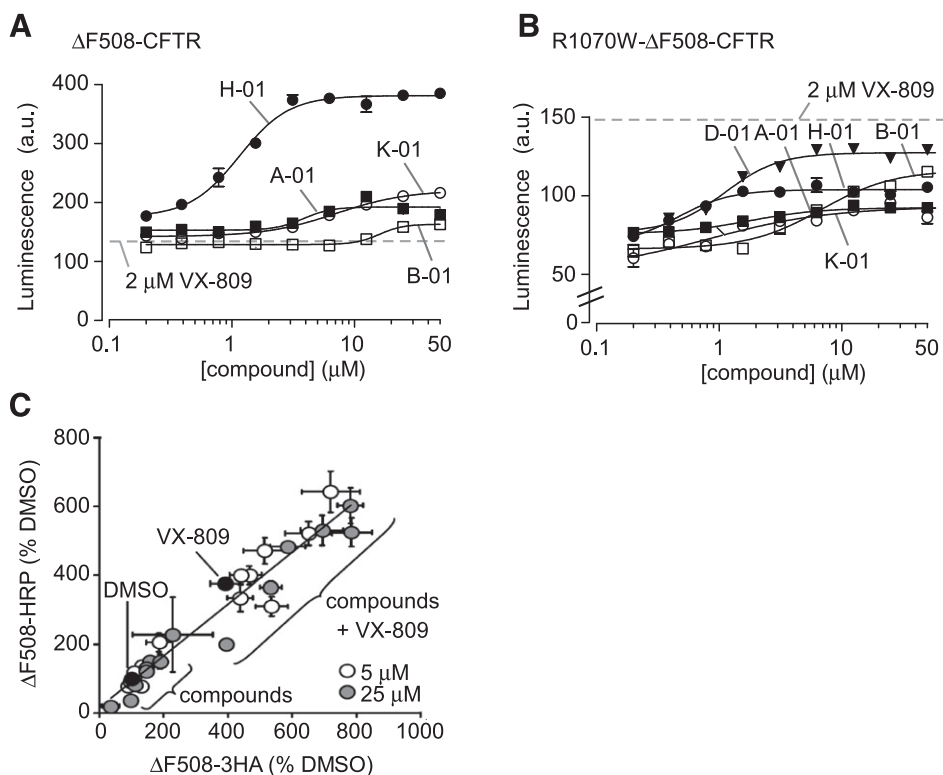 A
ΔF508-CFTR
400
300
200
100
0
Luminescence (a.u.)
H-01
A-01
K-01
B-01
2 μM VX-809
0.1
1
10
50
[compound] (μM)
B
R1070W-ΔF508-CFTR
2 μM VX-809
150
100
50
0
Luminescence (a.u.)
D-01 A-01 H-01 B-01
K-01
0.1
1
10
50
[compound] (μM)
C
800
600
400
200
0
ΔF508-HRP (% DMSO)
VX-809
DMSO
compounds
+ VX-809
5 μM
25 μM
compounds
0
200
400
600
800
1000
ΔF508-3HA (% DMSO)